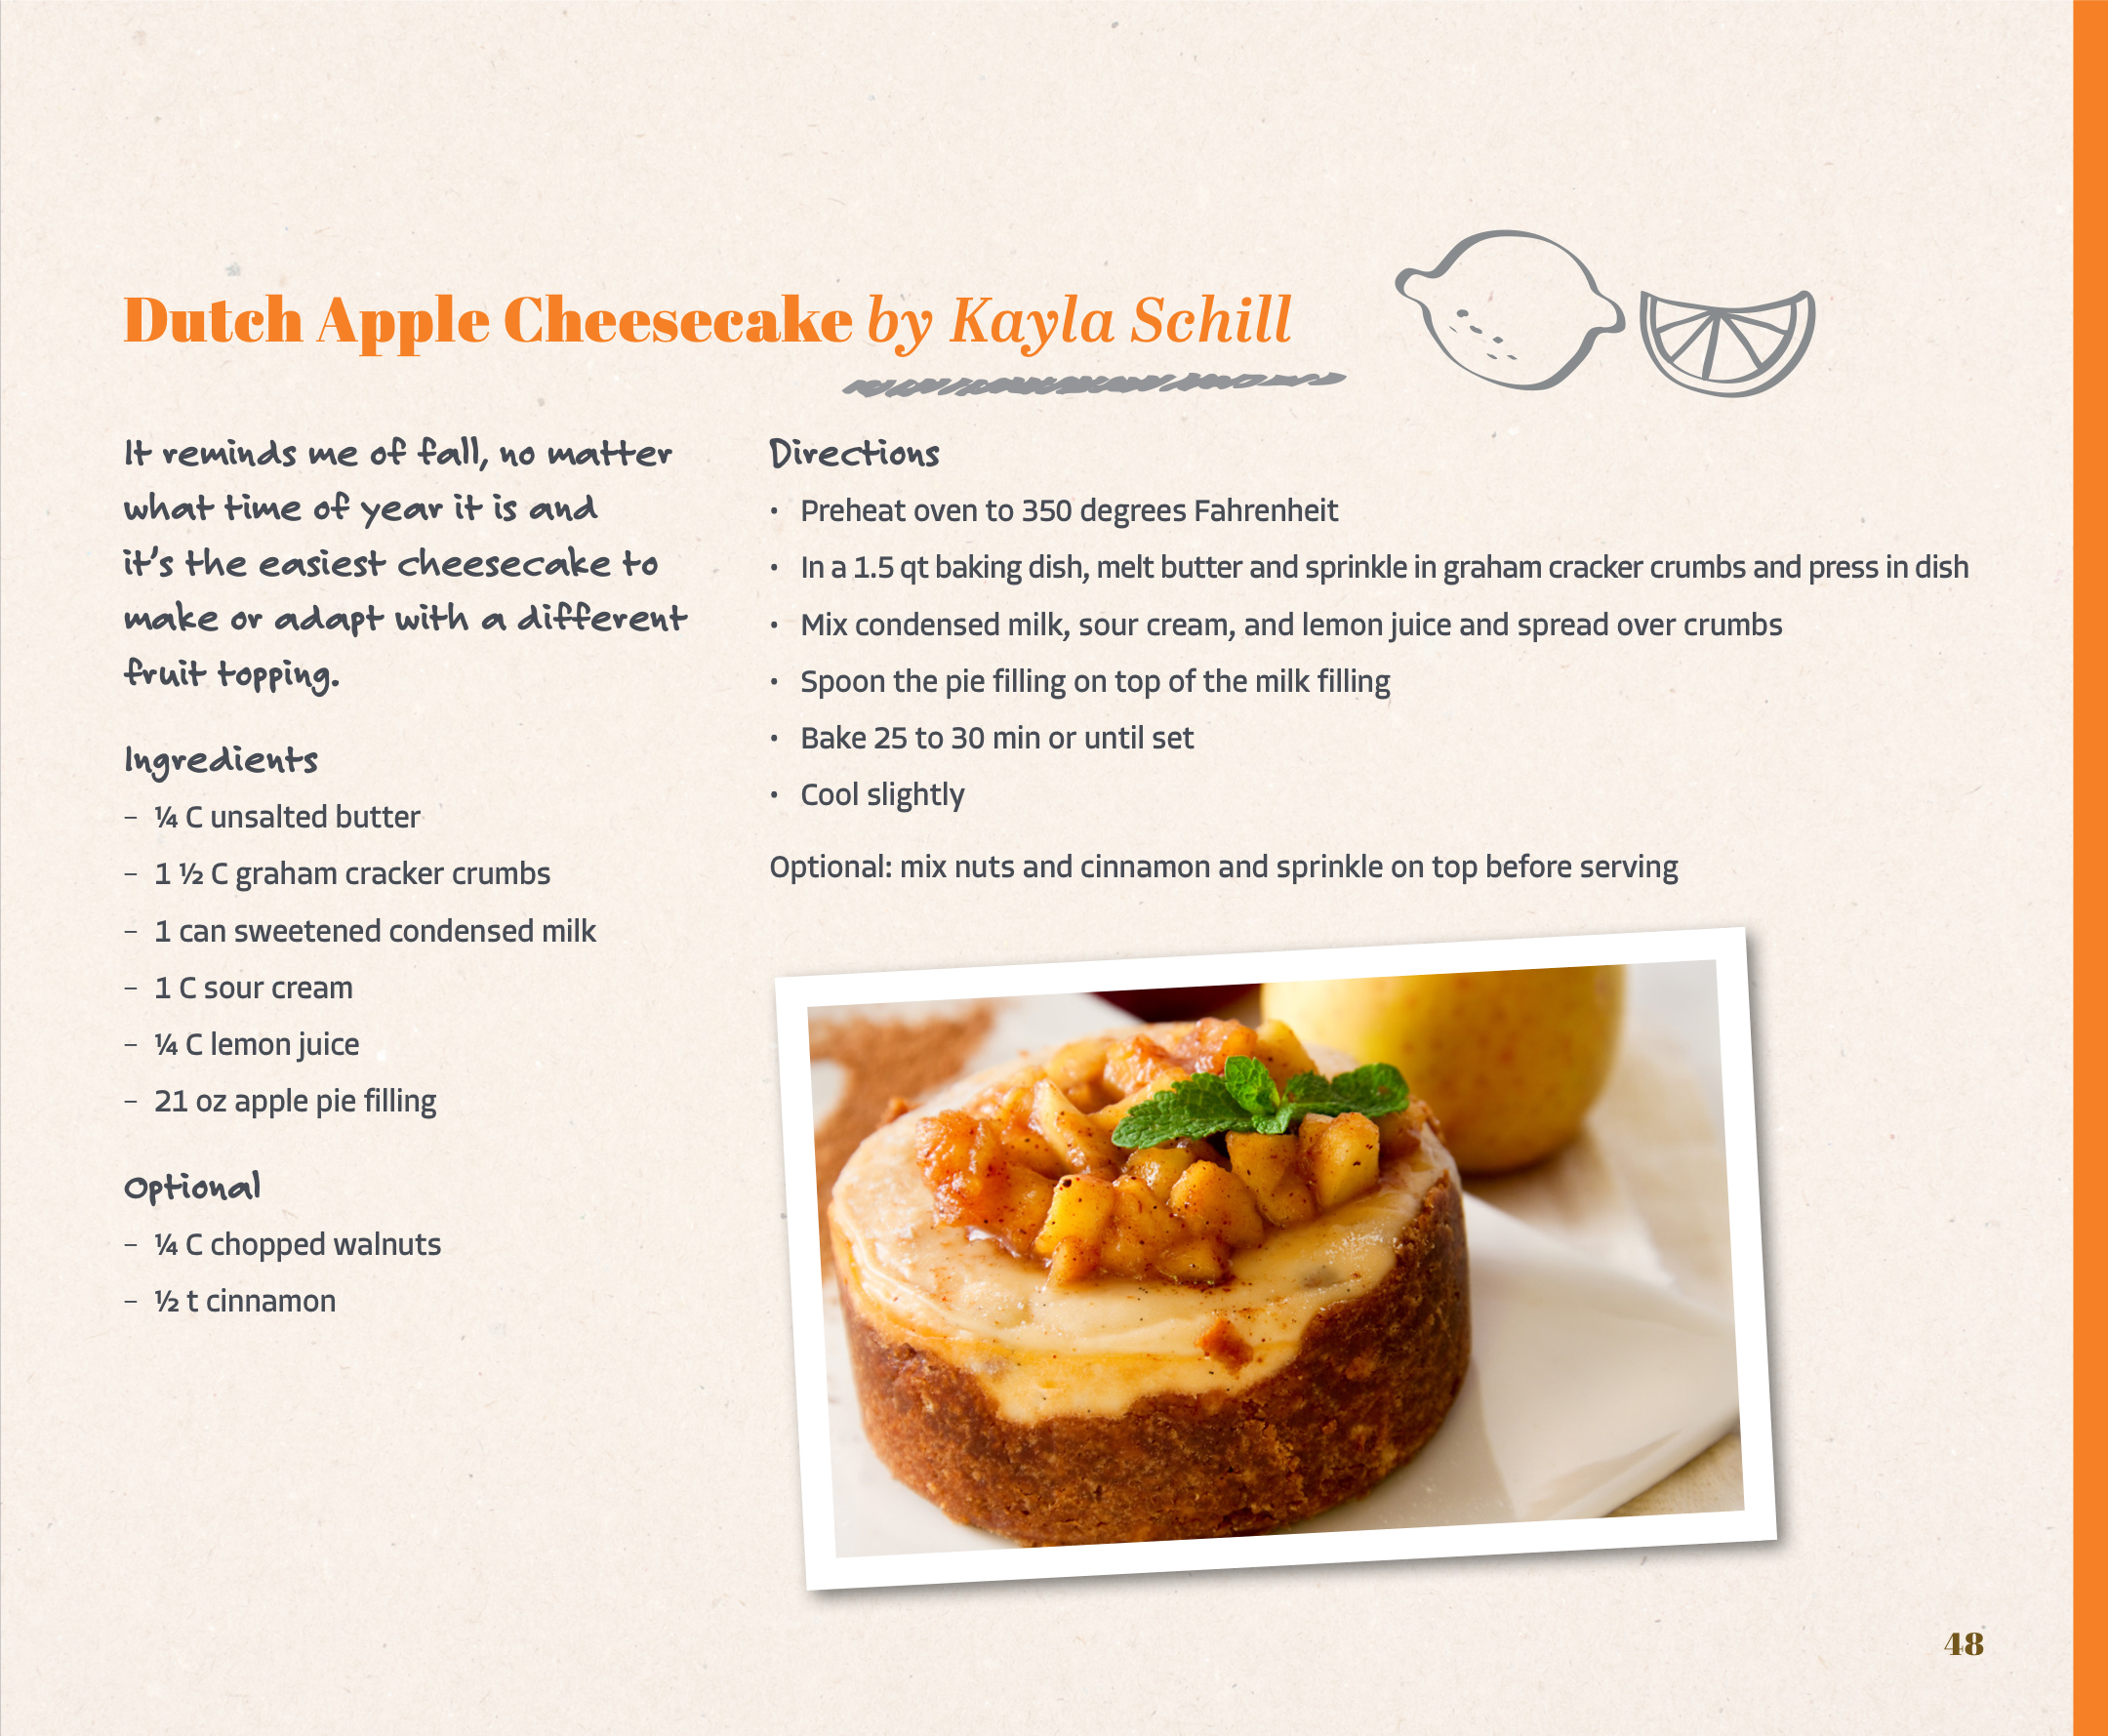 Dutch Apple Cheesecake by Kayla Schill
It reminds me of fall, no matter
what time of year it is and
it's the easiest cheesecake to
make or adapt with a different
fruit topping.
Ingredients
– ¼ C unsalted butter
– 1 ½ C graham cracker crumbs
– 1 can sweetened condensed milk
– 1 C sour cream
– ¼ C lemon juice
– 21 oz apple pie filling
Optional
– ¼ C chopped walnuts
– ½ t cinnamon
Directions
• Preheat oven to 350 degrees Fahrenheit
• In a 1.5 qt baking dish, melt butter and sprinkle in graham cracker crumbs and press in dish
• Mix condensed milk, sour cream, and lemon juice and spread over crumbs
• Spoon the pie filling on top of the milk filling
• Bake 25 to 30 min or until set
• Cool slightly
Optional: mix nuts and cinnamon and sprinkle on top before serving
48